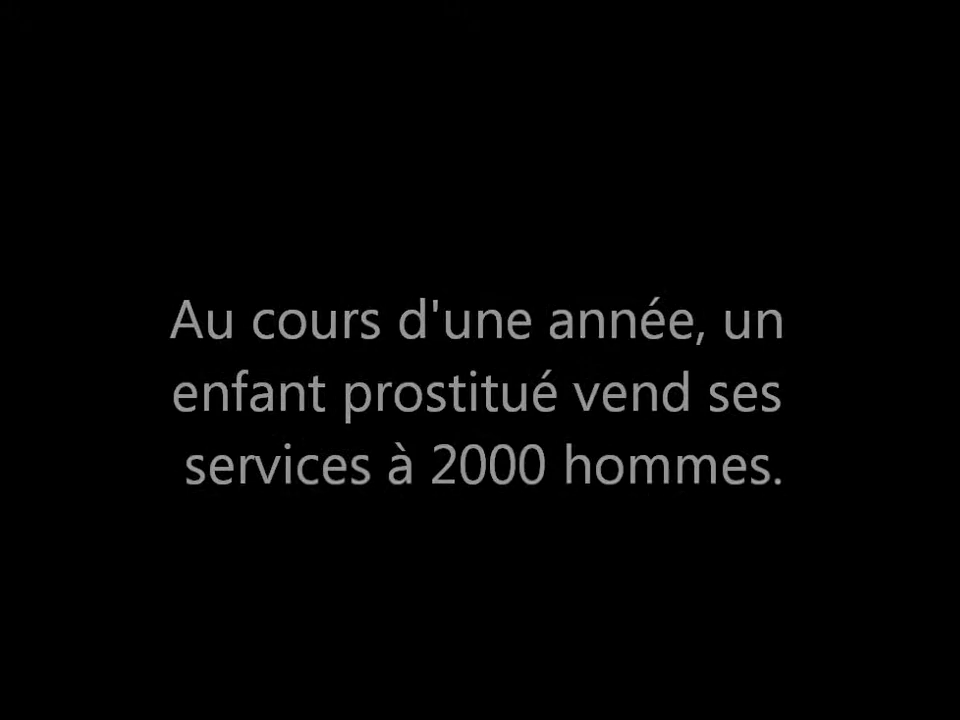 Au cours d'une année, un
enfant prostitué vend ses
services à 2000 hommes.